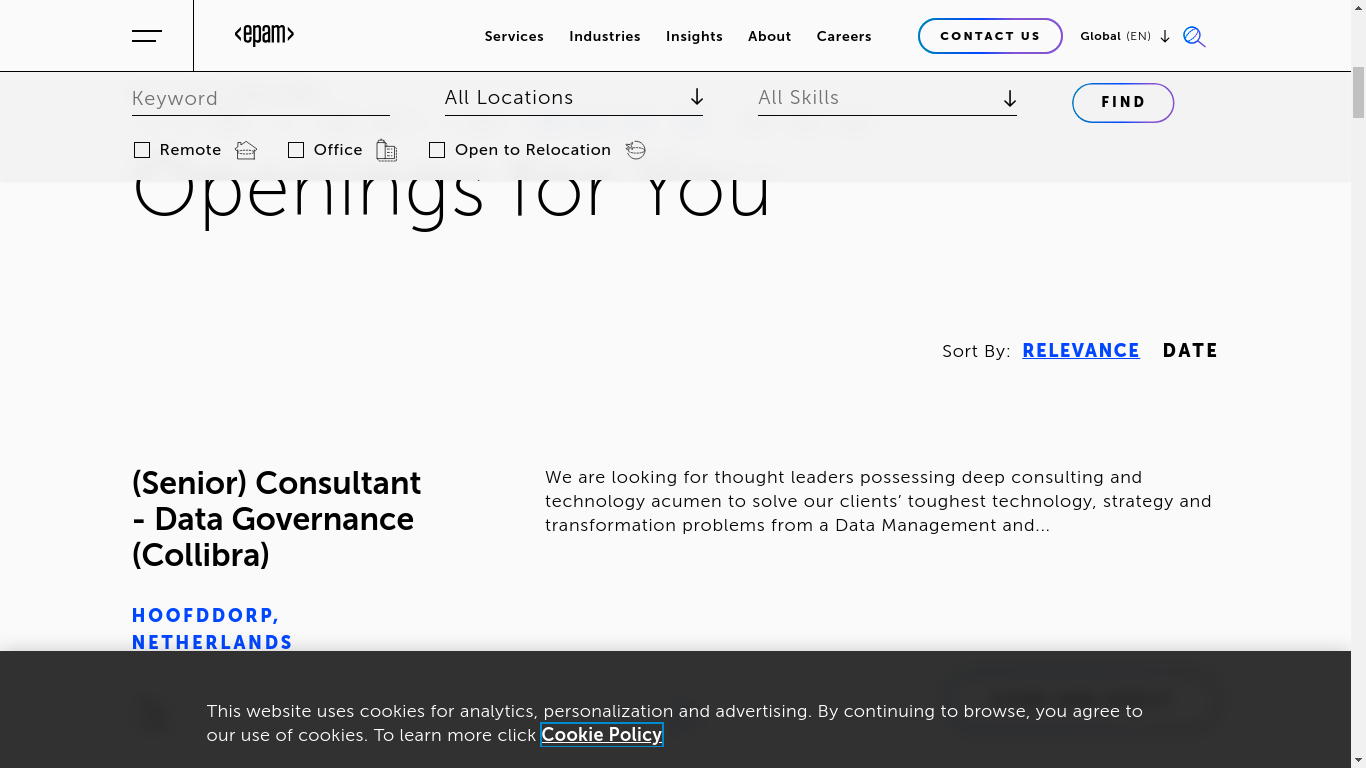 <epam>
Services
Industries
Insights
About
Careers
CONTACT US
Global (EN)
Keyword
All Locations
All Skills
FIND
Remote
Office
Open to Relocation
Openings for You
Sort By: RELEVANCE DATE
(Senior) Consultant
- Data Governance
(Collibra)
We are looking for thought leaders possessing deep consulting and
technology acumen to solve our clients’ toughest technology, strategy and
transformation problems from a Data Management and...
HOOFDDORP,
NETHERLANDS
This website uses cookies for analytics, personalization and advertising. By continuing to browse, you agree to
our use of cookies. To learn more click Cookie Policy